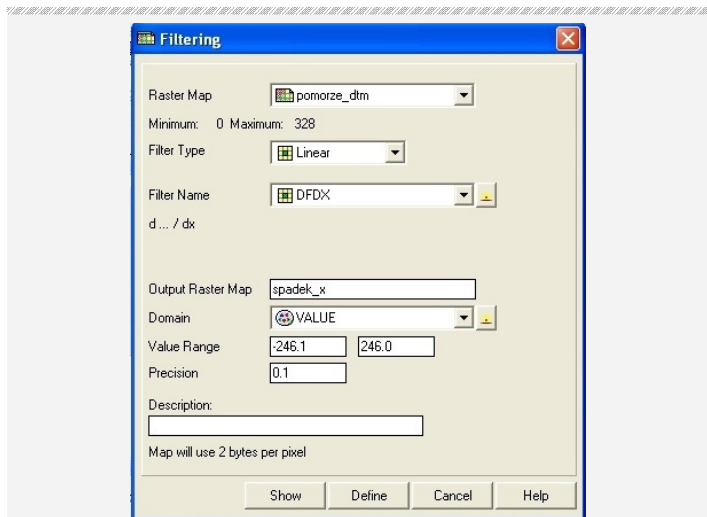 Filtering
Raster Map pomorze_dtm
Minimum: 0 Maximum: 328
Filter Type Linear
Filter Name DFDX
d ... / dx
Output Raster Map spadek_x
Domain VALUE
Value Range -246.1 246.0
Precision 0.1
Description:
Map will use 2 bytes per pixel
Show Define Cancel Help